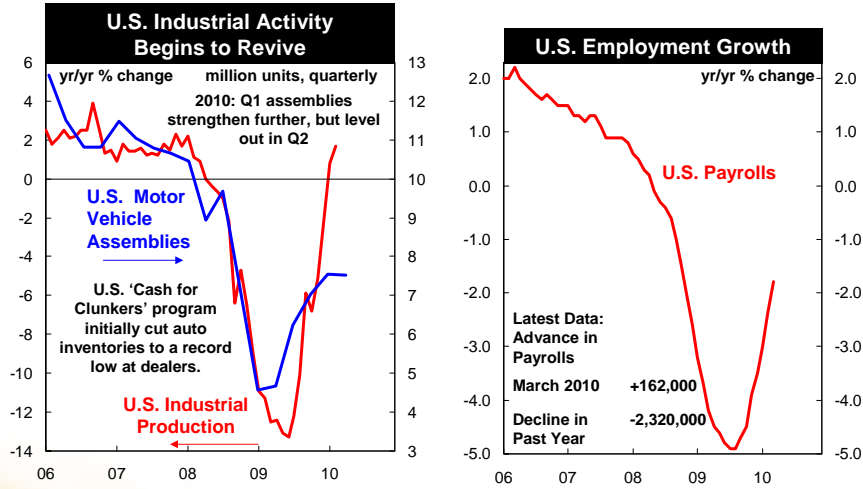 U.S. Industrial Activity
Begins to Revive
yr/yr % change
million units, quarterly
2010: Q1 assemblies
strengthen further, but level
out in Q2
U.S. Motor
Vehicle
Assemblies
U.S. 'Cash for
Clunkers' program
initially cut auto
inventories to a record
low at dealers.
U.S. Industrial
Production
6
4
2
0
-2
-4
-6
-8
-10
-12
-14
13
12
11
10
9
8
7
6
5
4
3
06 07 08 09 10
U.S. Employment Growth
yr/yr % change
U.S. Payrolls
Latest Data:
Advance in
Payrolls
March 2010 +162,000
Decline in -2,320,000
Past Year
2.0
1.0
0.0
-1.0
-2.0
-3.0
-4.0
-5.0
2.0
1.0
0.0
-1.0
-2.0
-3.0
-4.0
-5.0
06 07 08 09 10